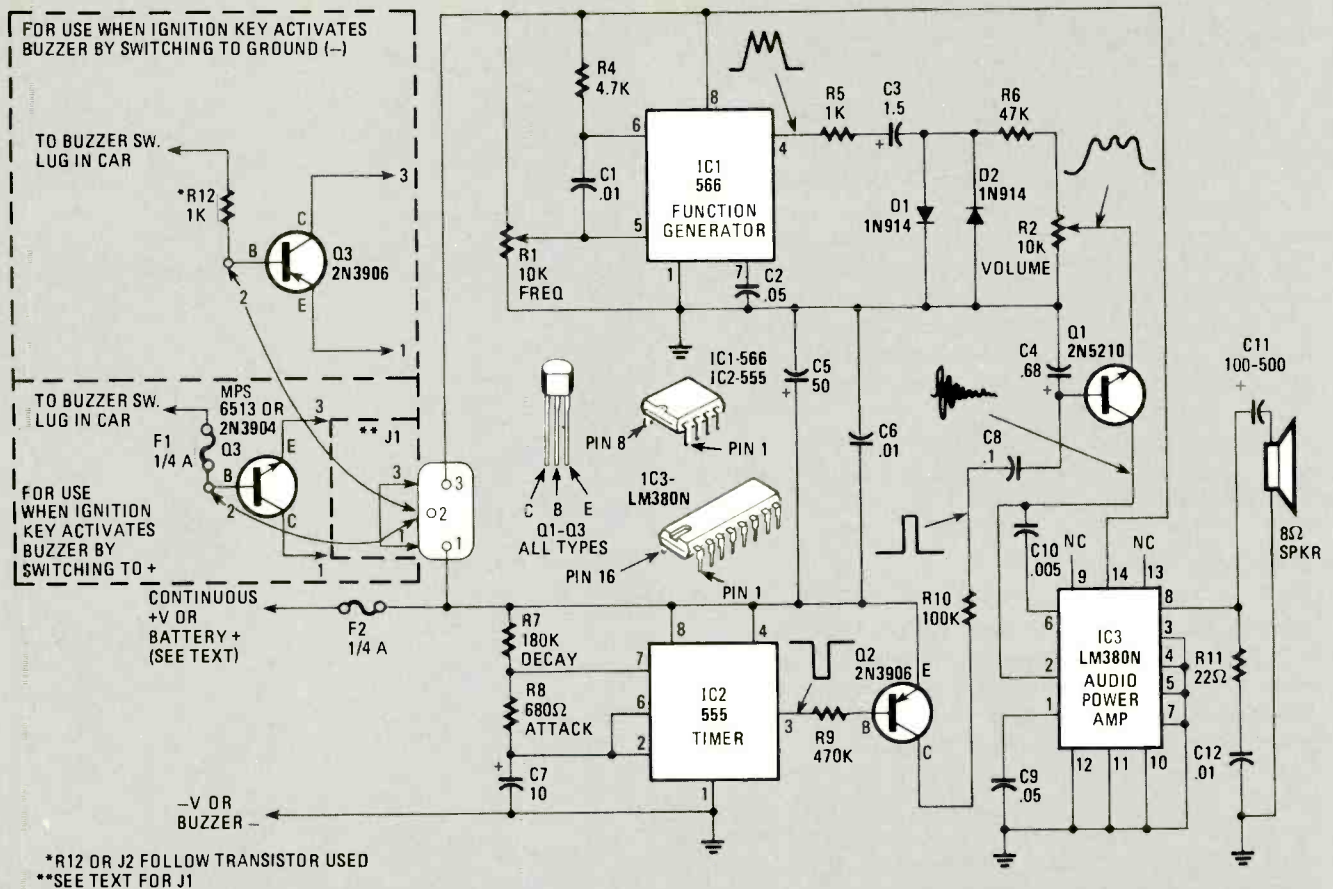 FOR USE WHEN IGNITION KEY ACTIVATES
BUZZER BY SWITCHING TO GROUND (–)
TO BUZZER SW.
LUG IN CAR
*R12
1K
C
3
B
Q3
2N3906
2
E
1
TO BUZZER SW.
LUG IN CAR
MPS
6513 OR
2N3904
3
** J1
F1
1/4 A
Q3
E
B
C
2
3
1
3
2
1
FOR USE
WHEN IGNITION
KEY ACTIVATES
BUZZER BY
SWITCHING TO +
1
CONTINUOUS
+V OR
BATTERY +
(SEE TEXT)
F2
1/4 A
–V OR
BUZZER –
*R12 OR J2 FOLLOW TRANSISTOR USED
**SEE TEXT FOR J1
R4
4.7K
C1
.01
R1
10K
FREQ
8
6
5
4
1
7
IC1
566
FUNCTION
GENERATOR
C2
.05
R5
1K
C3
1.5
+
R6
47K
D1
1N914
D2
1N914
R2
10K
VOLUME
C4
.68
+
Q1
2N5210
C11
100-500
+
8Ω
SPKR
IC1-566
IC2-555
PIN 8
PIN 1
C B E
Q1–Q3
ALL TYPES
IC3-
LM380N
PIN 16
PIN 1
C5
50
+
C6
.01
C8
.1
R10
100K
R7
180K
DECAY
R8
680Ω
ATTACK
+
C7
10
8
4
7
6
2
3
1
IC2
555
TIMER
R9
470K
Q2
2N3906
E
B
C
C10
.005
NC
9
14
NC
13
6
2
1
8
3
4
5
7
12
11
10
IC3
LM380N
AUDIO
POWER
AMP
C9
.05
R11
22Ω
C12
.01